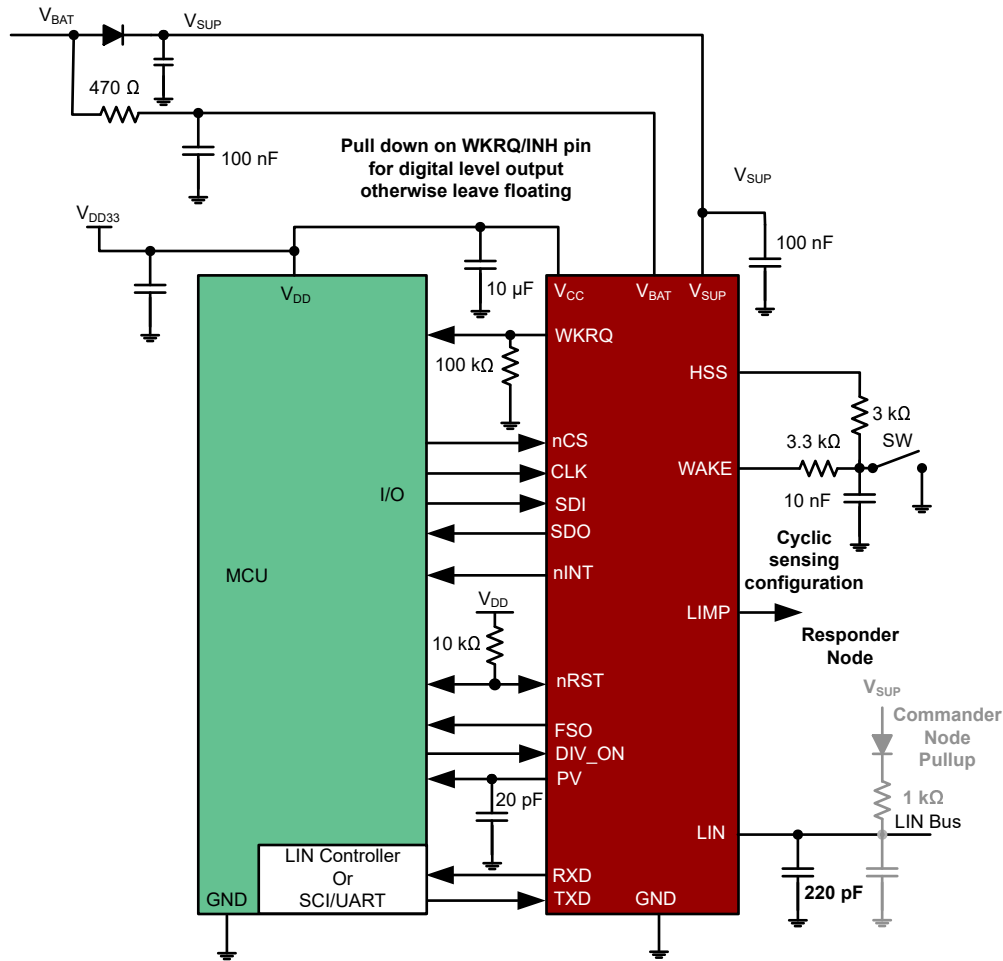 VBAT
VSUP
470 Ω
100 nF
Pull down on WKRQ/INH pin
for digital level output
otherwise leave floating
VSUP
100 nF
VDD33
10 µF
VDD
VCC
VBAT
VSUP
WKRQ
100 kΩ
HSS
3 kΩ
3.3 kΩ
SW
WAKE
10 nF
nCS
CLK
I/O
SDI
SDO
Cyclic
sensing
configuration
MCU
nINT
VDD
10 kΩ
LIMP
Responder
Node
nRST
VSUP
Commander
Node
Pullup
FSO
DIV_ON
PV
20 pF
1 kΩ
LIN
LIN Bus
LIN Controller
Or
SCI/UART
RXD
TXD
220 pF
GND
GND